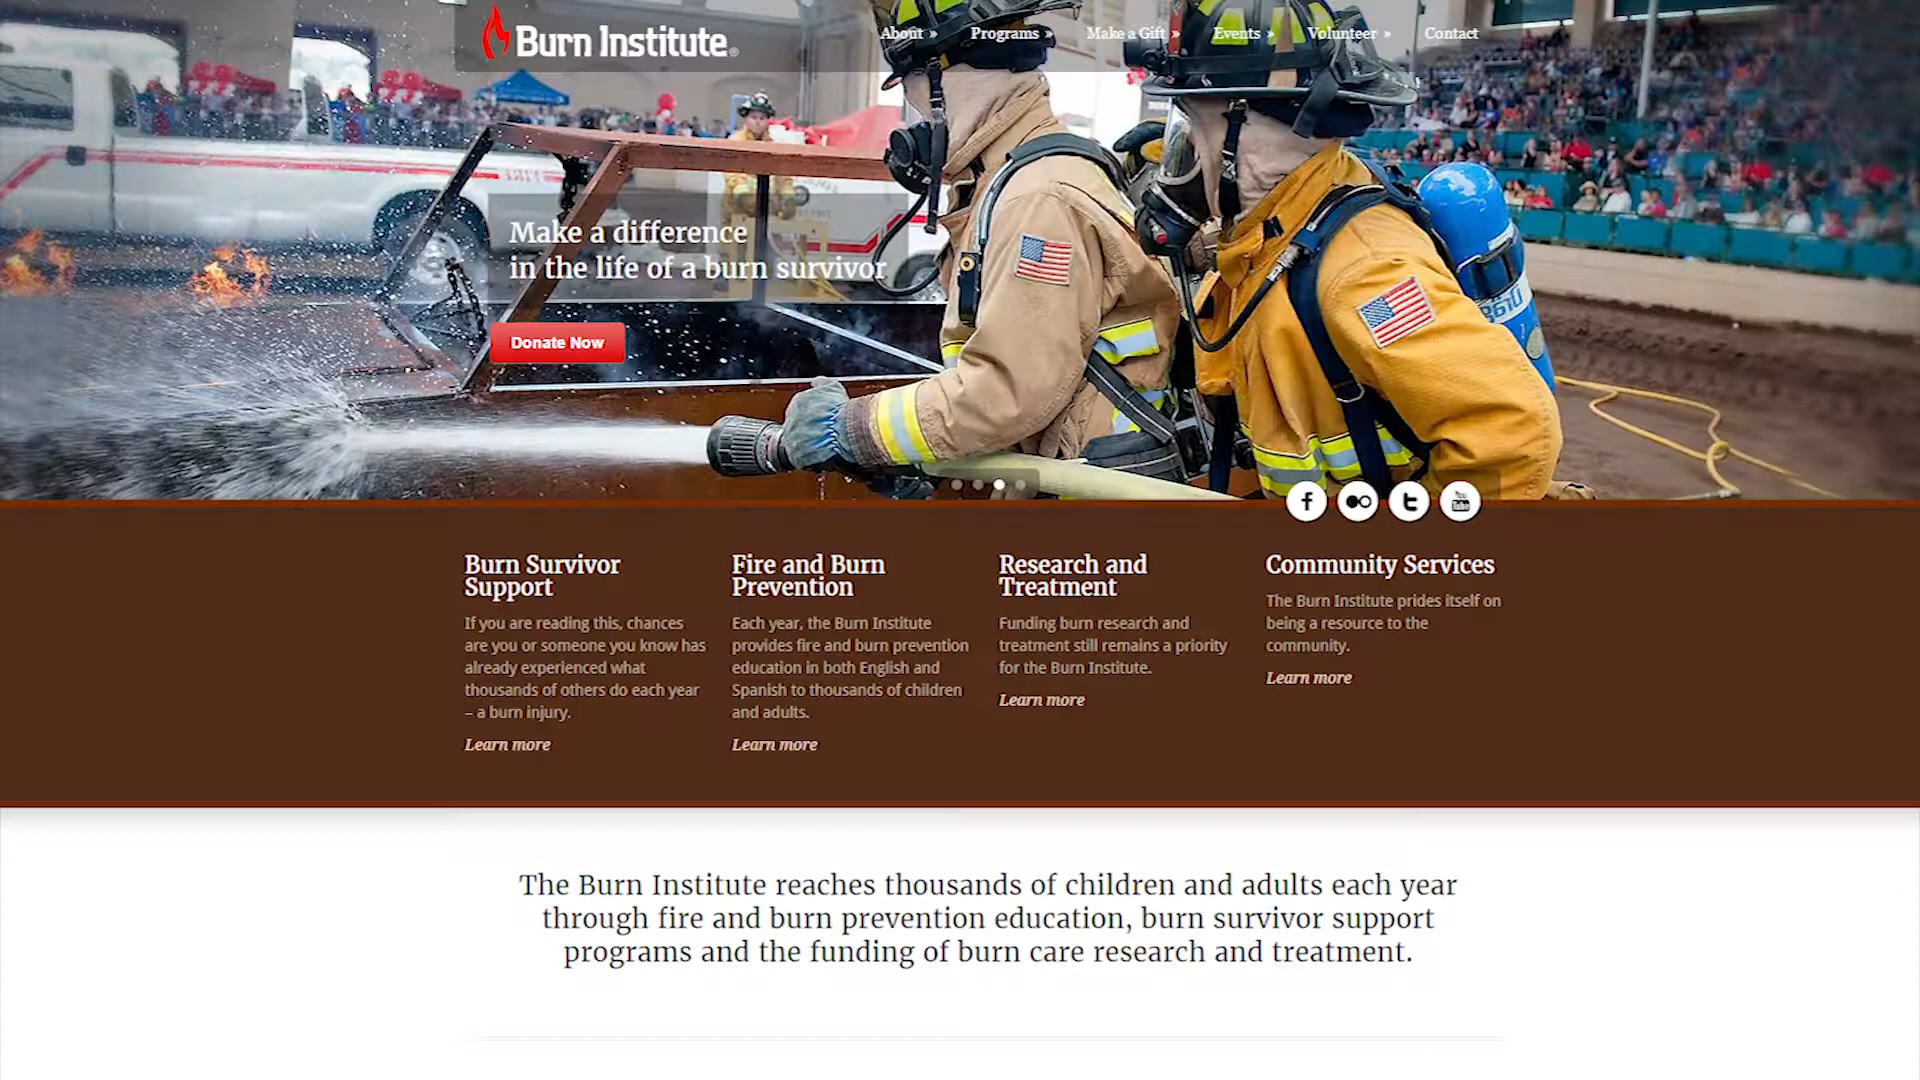 Burn Institute®
About »
Programs »
Make a Gift »
Events »
Volunteer »
Contact
Make a difference
in the life of a burn survivor
Donate Now
You
Tube
Burn Survivor
Support
If you are reading this, chances
are you or someone you know has
already experienced what
thousands of others do each year
– a burn injury.
Learn more
Fire and Burn
Prevention
Each year, the Burn Institute
provides fire and burn prevention
education in both English and
Spanish to thousands of children
and adults.
Learn more
Research and
Treatment
Funding burn research and
treatment still remains a priority
for the Burn Institute.
Learn more
Community Services
The Burn Institute prides itself on
being a resource to the
community.
Learn more
The Burn Institute reaches thousands of children and adults each year
through fire and burn prevention education, burn survivor support
programs and the funding of burn care research and treatment.